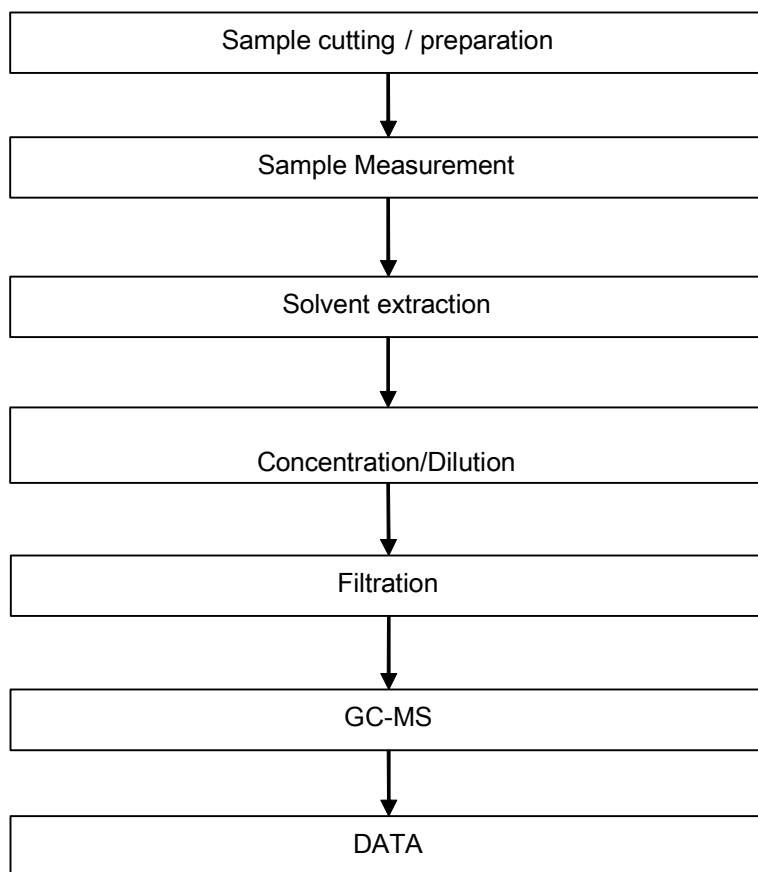 Sample cutting / preparation
Sample Measurement
Solvent extraction
Concentration/Dilution
Filtration
GC-MS
DATA